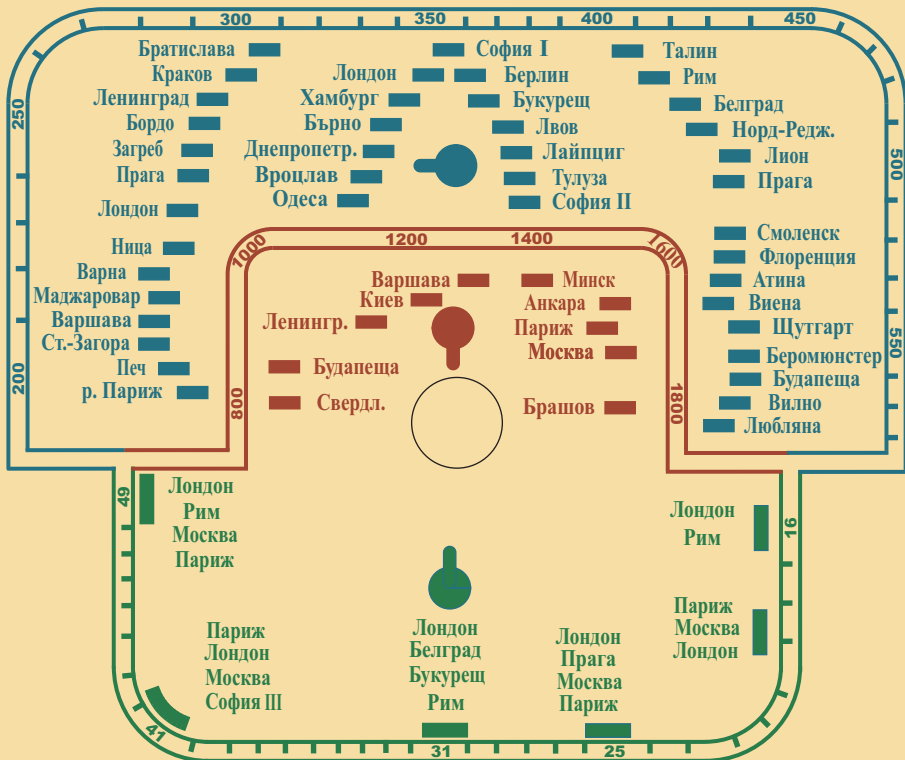 300
350
400
450
250
500
200
550
Братислава
Краков
Ленинград
Бордо
Загреб
Прага
Лондон
Ница
Варна
Маджаровар
Варшава
Ст.-Загора
Печ
р. Париж
София I
Лондон
Берлин
Хамбург
Букурещ
Бърно
Лвов
Днепропетр.
Лайпциг
Вроцлав
Тулуза
Одеса
София II
Талин
Рим
Белград
Норд-Редж.
Лион
Прага
Смоленск
Флоренция
Атина
Виена
Щутгарт
Беромюнстер
Будапеща
Вилно
Любляна
1000
1200
1400
1600
800
1800
Варшава
Минск
Киев
Анкара
Ленингр.
Париж
Москва
Будапеща
Свердл.
Брашов
49
Лондон
Рим
Москва
Париж
16
Лондон
Рим
Париж
Москва
Лондон
Париж
Лондон
Москва
София III
Лондон
Белград
Букурещ
Рим
Лондон
Прага
Москва
Париж
41
31
25